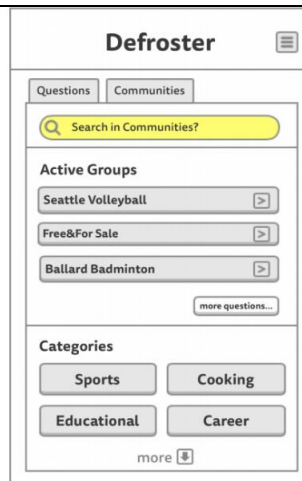 Defroster
Questions Communities
Search in Communities?
Active Groups
Seattle Volleyball
Free&For Sale
Ballard Badminton
more questions...
Categories
Sports Cooking
Educational Career
more